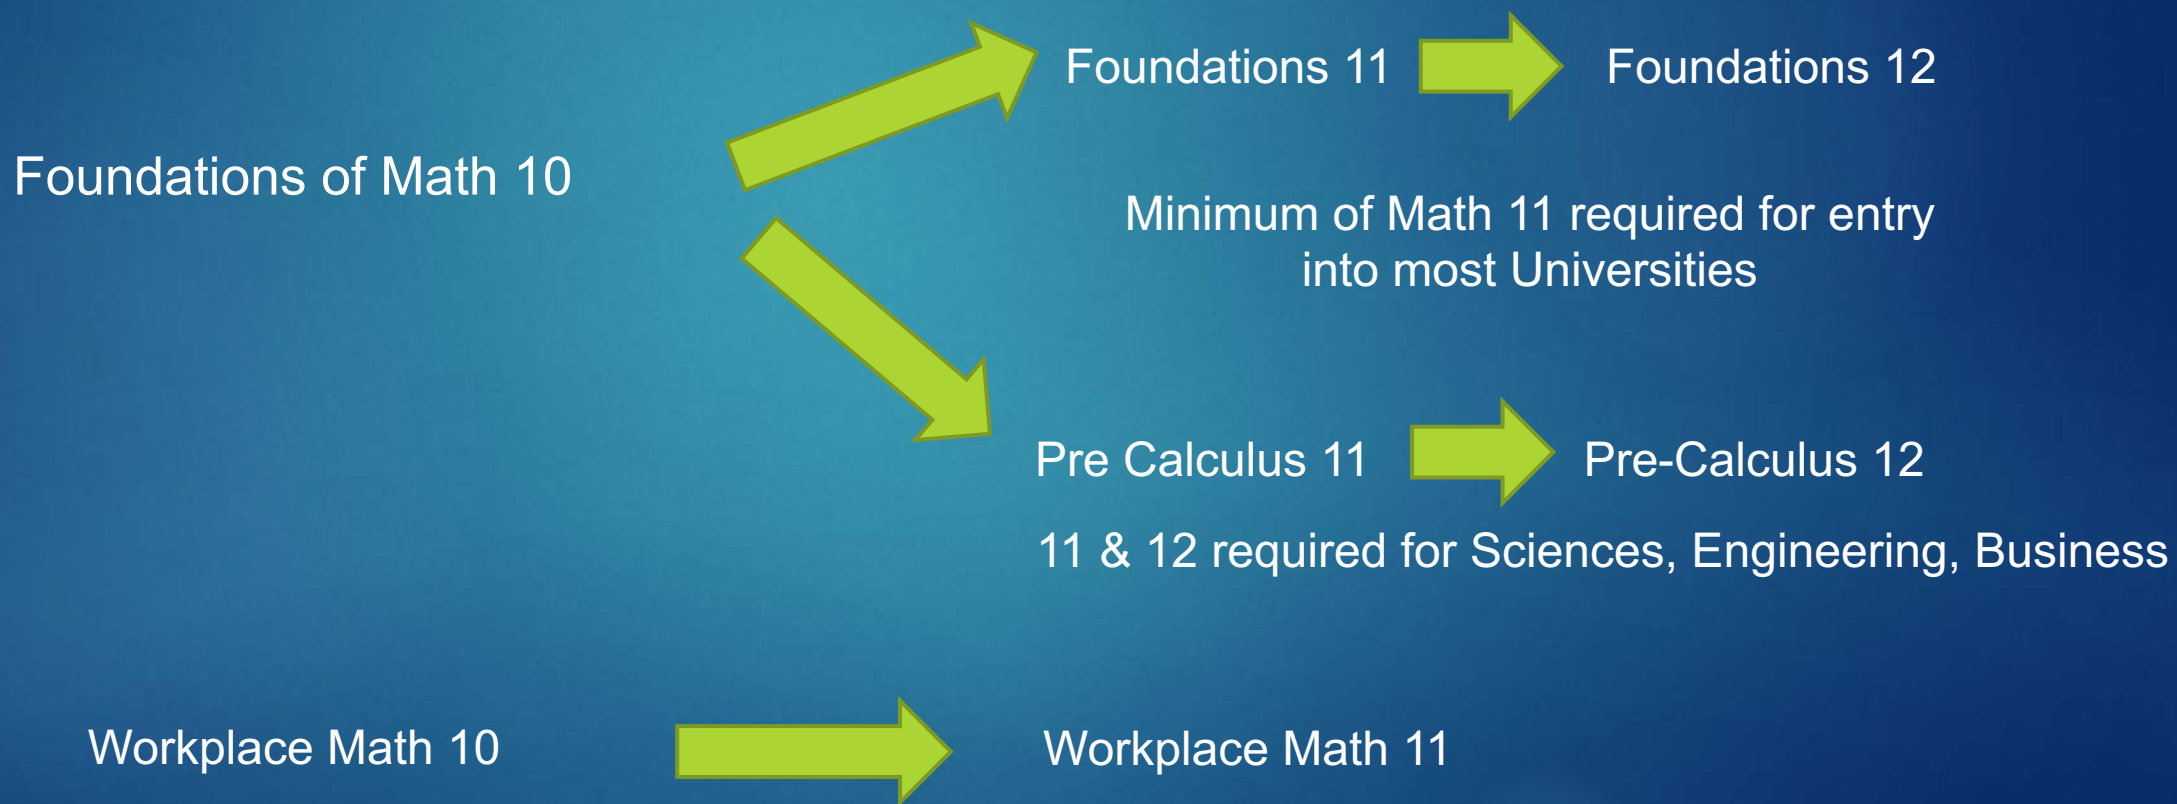 Foundations 11
Foundations 12
Foundations of Math 10
Minimum of Math 11 required for entry
into most Universities
Pre Calculus 11
Pre-Calculus 12
11 & 12 required for Sciences, Engineering, Business
Workplace Math 10
Workplace Math 11